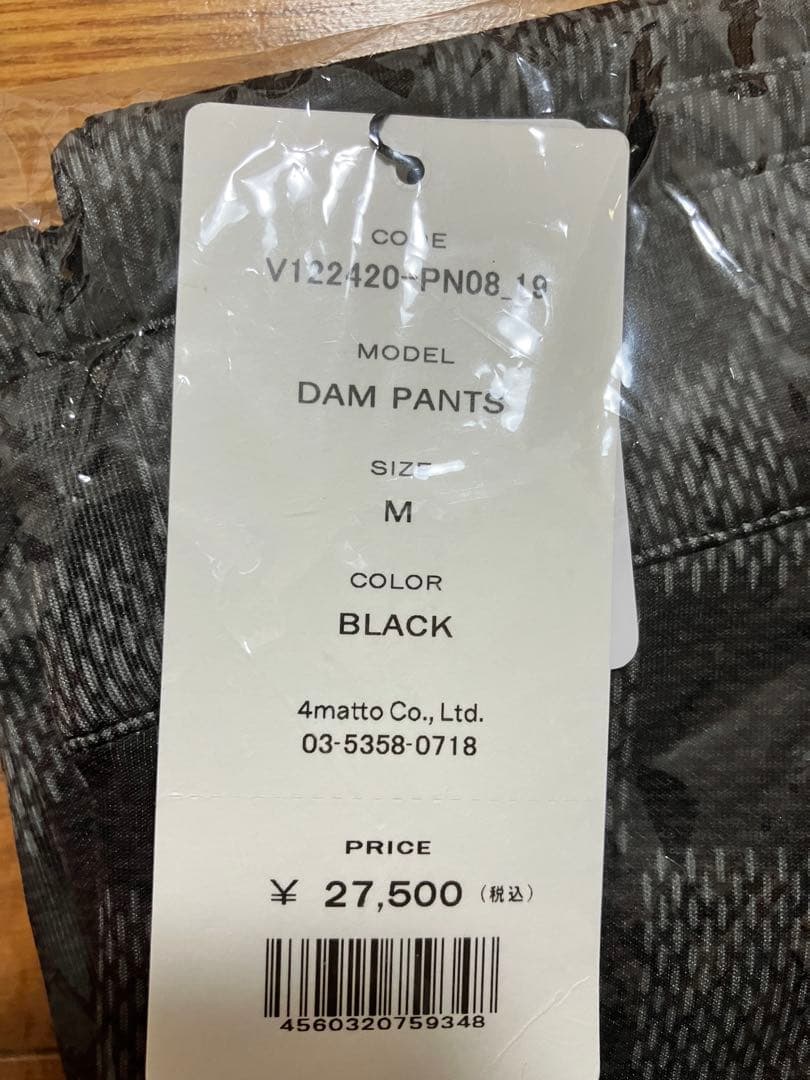 CODE
V122420-PN08_19
MODEL
DAM PANTS
SIZE
M
COLOR
BLACK
4matto Co., Ltd.
03-5358-0718
PRICE
¥ 27,500 (税込)
4560320759348